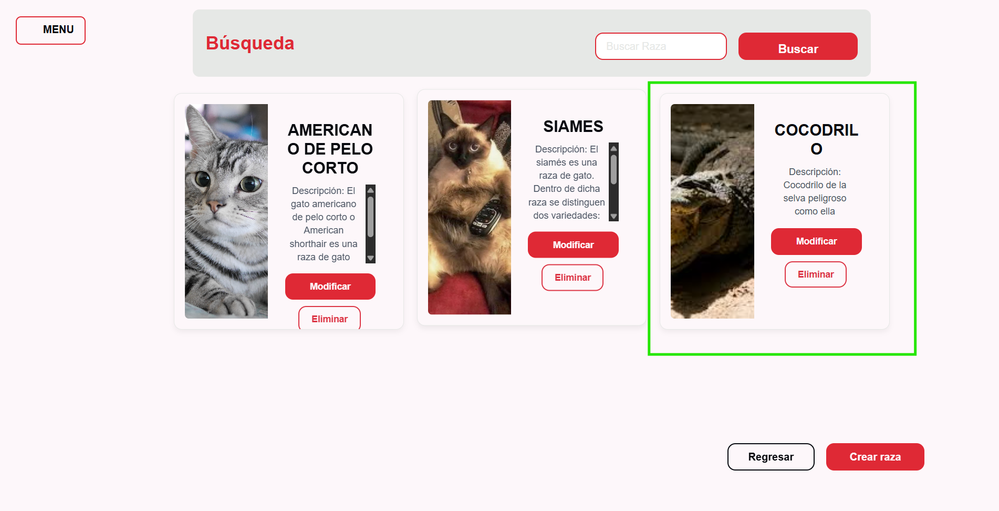 MENU
Búsqueda
Buscar Raza
Buscar
AMERICAN
O DE PELO
CORTO
Descripción: El
gato americano
de pelo corto o
American
shorthair es una
raza de gato
Modificar
Eliminar
SIAMES
Descripción: El
siamés es una
raza de gato.
Dentro de dicha
raza se distinguen
dos variedades:
Modificar
Eliminar
COCODRIL
O
Descripción:
Cocodrilo de la
selva peligroso
como ella
Modificar
Eliminar
Regresar
Crear raza